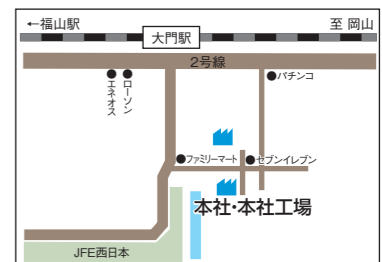 ←福山駅
至 岡山
大門駅
2号線
●エネオス
●ローソン
●パチンコ
●ファミリーマート
●セブンイレブン
本社・本社工場
JFE西日本